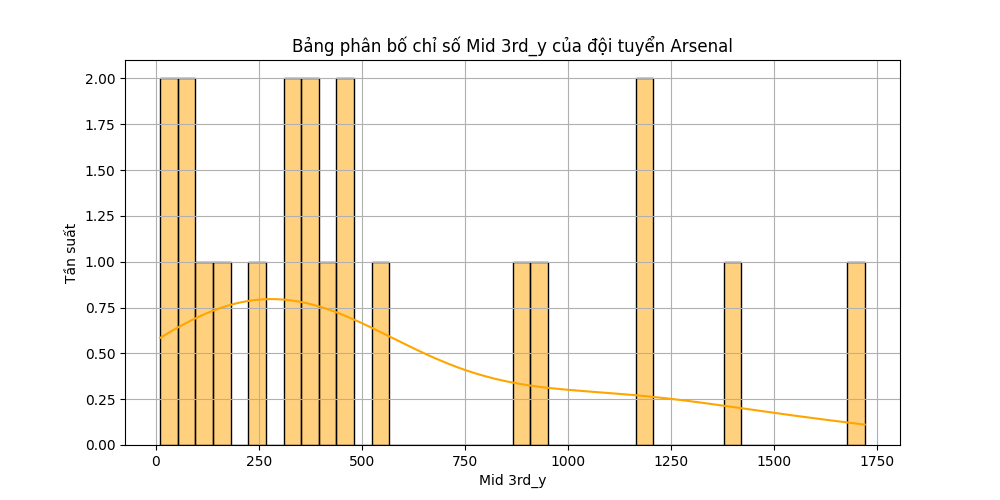 Bảng phân bố chỉ số Mid 3rd_y của đội tuyển Arsenal
Tần suất
2.00
1.75
1.50
1.25
1.00
0.75
0.50
0.25
0.00
0 250 500 750 1000 1250 1500 1750
Mid 3rd_y